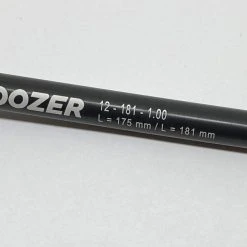 DOZER
12-181-1.00
L = 175 mm / L = 181 mm